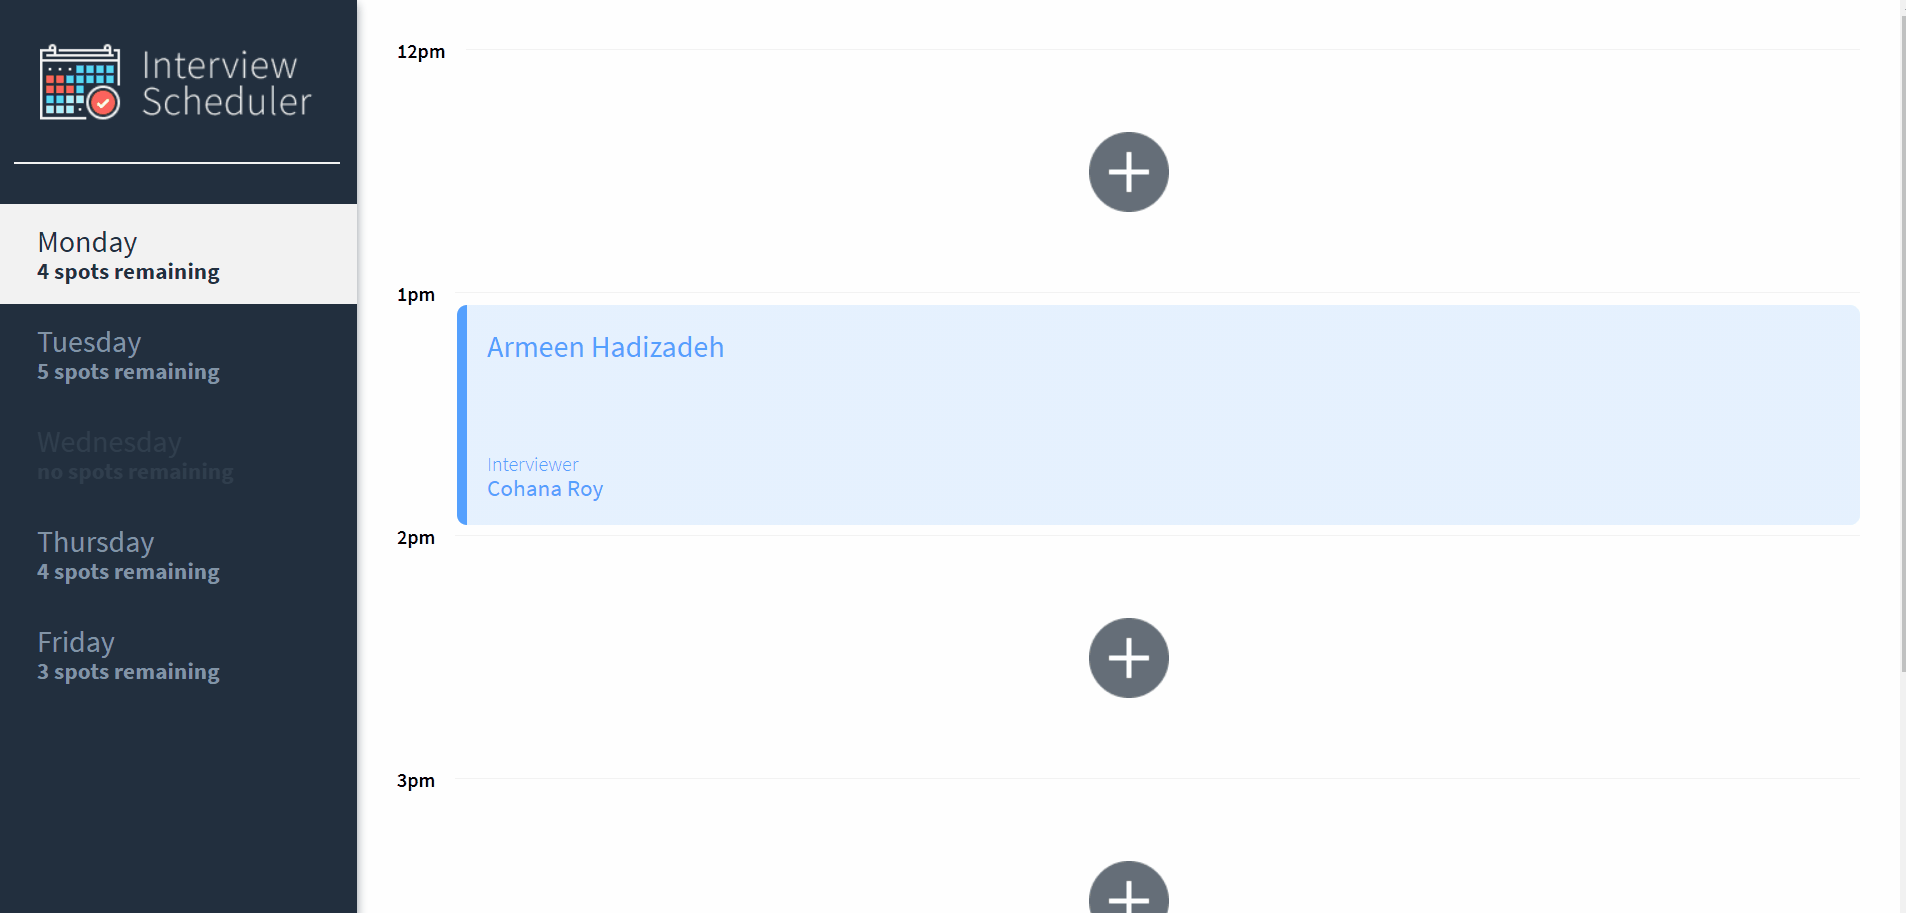 Interview
Scheduler
Monday
4 spots remaining
Tuesday
5 spots remaining
Wednesday
no spots remaining
Thursday
4 spots remaining
Friday
3 spots remaining
12pm
1pm
Armeen Hadizadeh
Interviewer
Cohana Roy
2pm
3pm